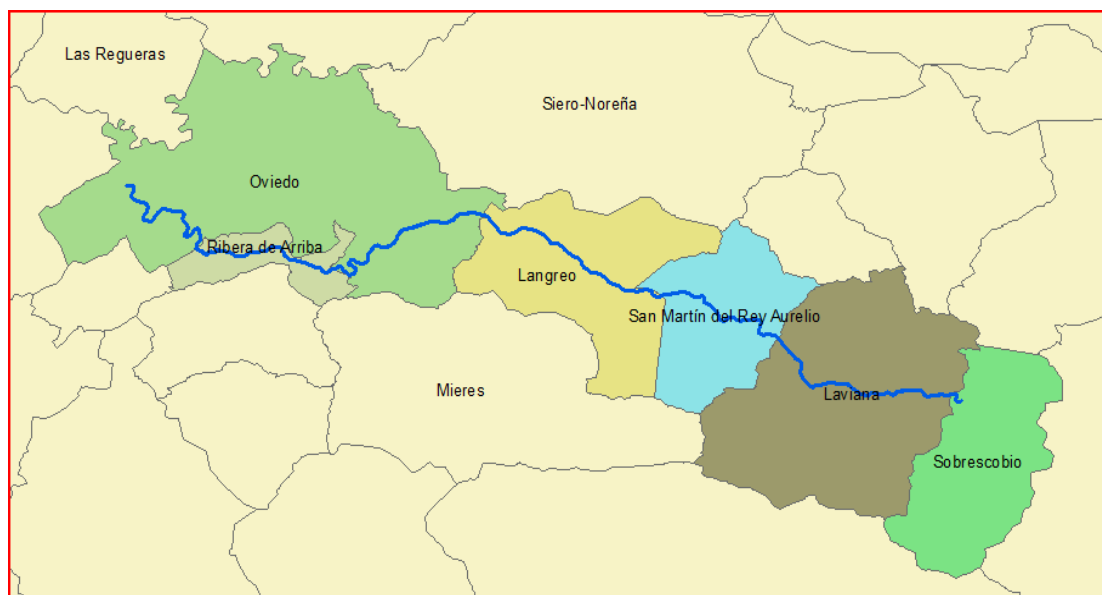 Las Regueras
Siero-Noreña
Oviedo
Ribera de Arriba
Langreo
San Martín del Rey Aurelio
Mieres
Laviana
Sobrescobio